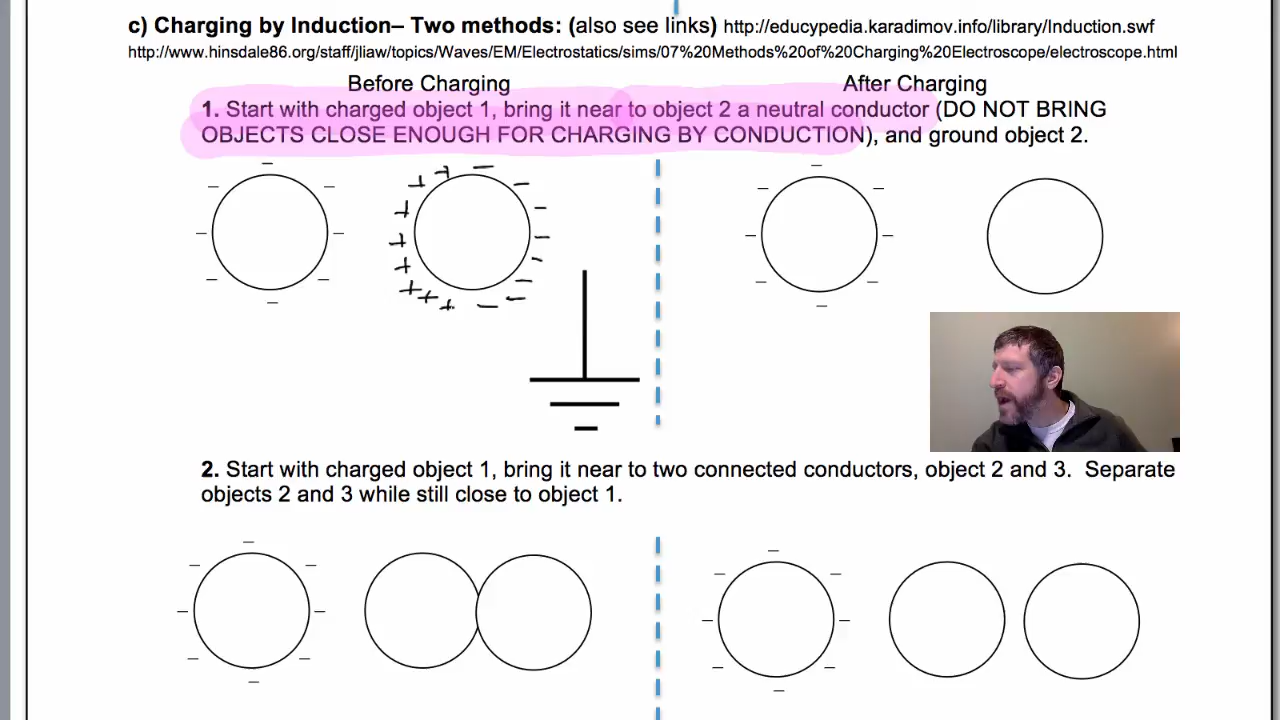 c) Charging by Induction– Two methods: (also see links) http://educypedia.karadimov.info/library/Induction.swf
http://www.hinsdale86.org/staff/jliaw/topics/Waves/EM/Electrostatics/sims/07%20Methods%20of%20Charging%20Electroscope/electroscope.html
Before Charging After Charging
1. Start with charged object 1, bring it near to object 2 a neutral conductor (DO NOT BRING
OBJECTS CLOSE ENOUGH FOR CHARGING BY CONDUCTION), and ground object 2.
2. Start with charged object 1, bring it near to two connected conductors, object 2 and 3. Separate
objects 2 and 3 while still close to object 1.